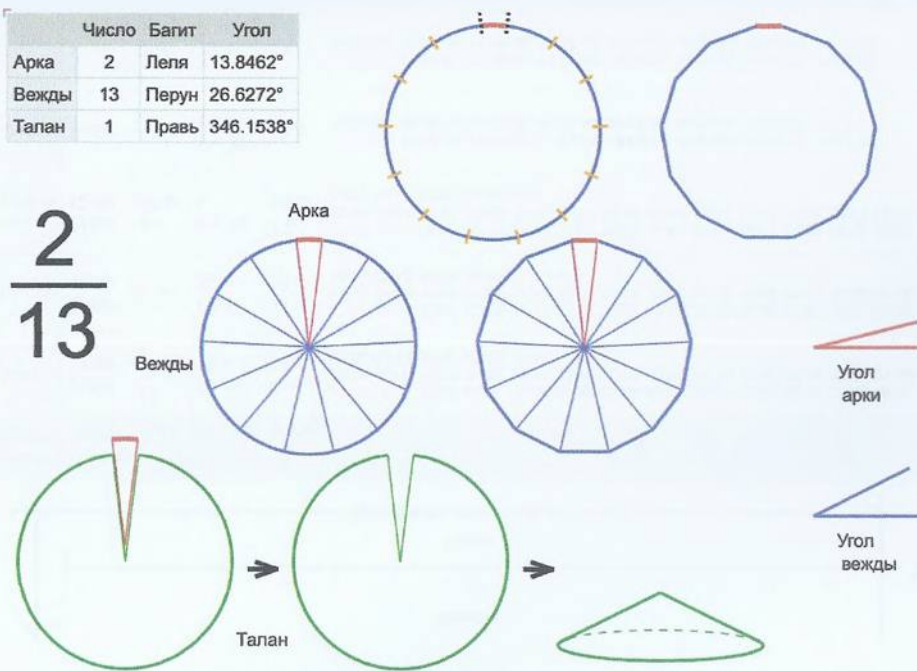 Число Багит Угол
Арка 2 Леля 13.8462°
Вежды 13 Перун 26.6272°
Талан 1 Правь 346.1538°
2
13
Арка
Вежды
Угол
арки
Угол
вежды
Талан